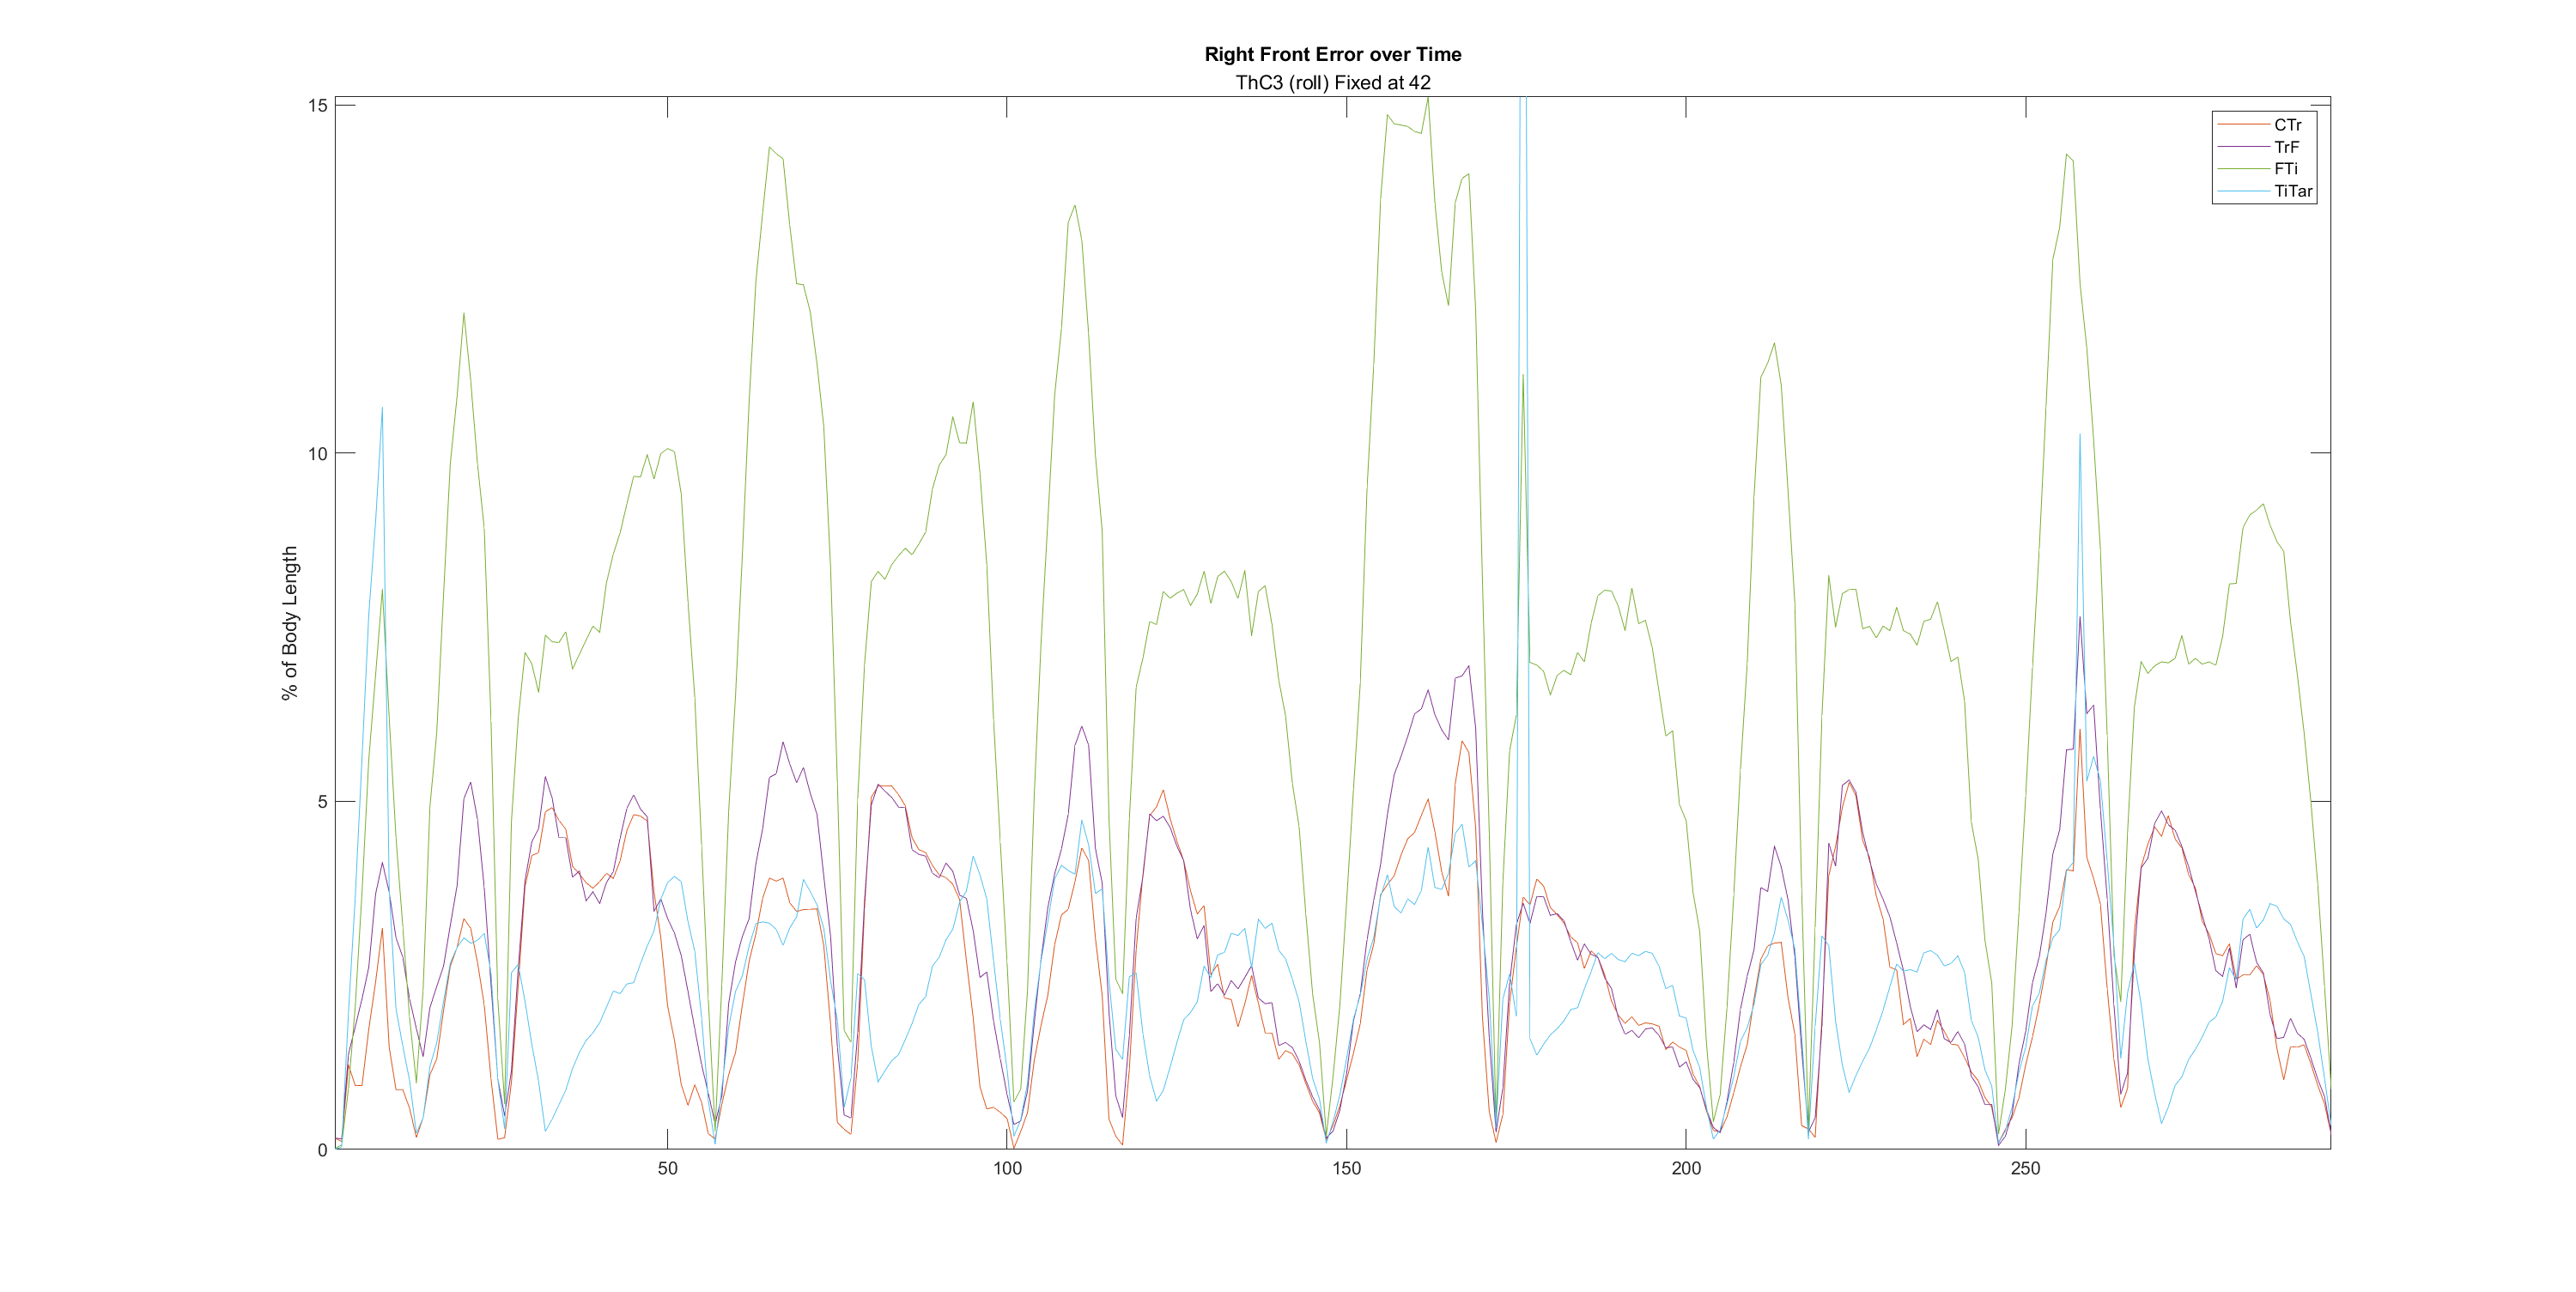 Right Front Error over Time
ThC3 (roll) Fixed at 42
15
10
5
0
% of Body Length
CTr
TrF
FTi
TiTar
50
100
150
200
250